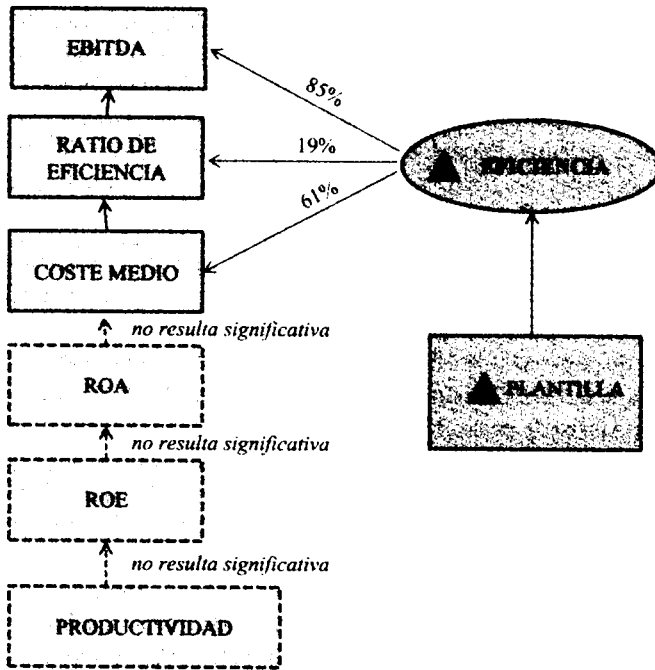 EBITDA
85%
RATIO DE
EFICIENCIA
19%
EFICIENCIA
61%
COSTE MEDIO
no resulta significativa
ROA
PLANTILLA
no resulta significativa
ROE
no resulta significativa
PRODUCTIVIDAD